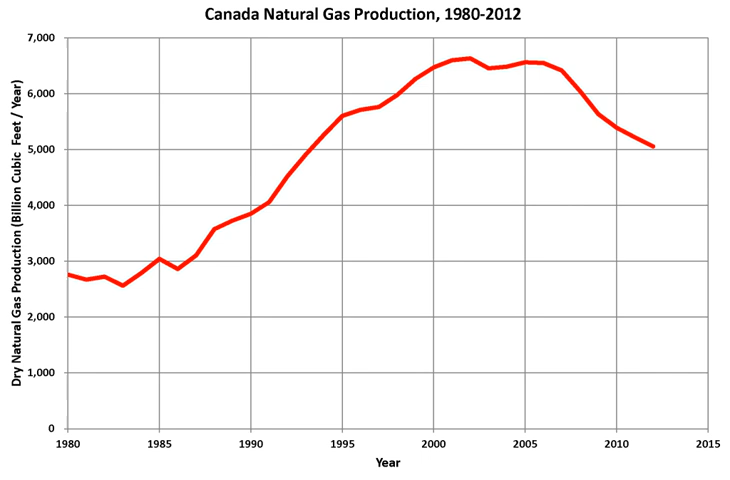 Canada Natural Gas Production, 1980-2012
Dry Natural Gas Production (Billion Cubic Feet / Year)
7,000
6,000
5,000
4,000
3,000
2,000
1,000
0
1980 1985 1990 1995 2000 2005 2010 2015
Year